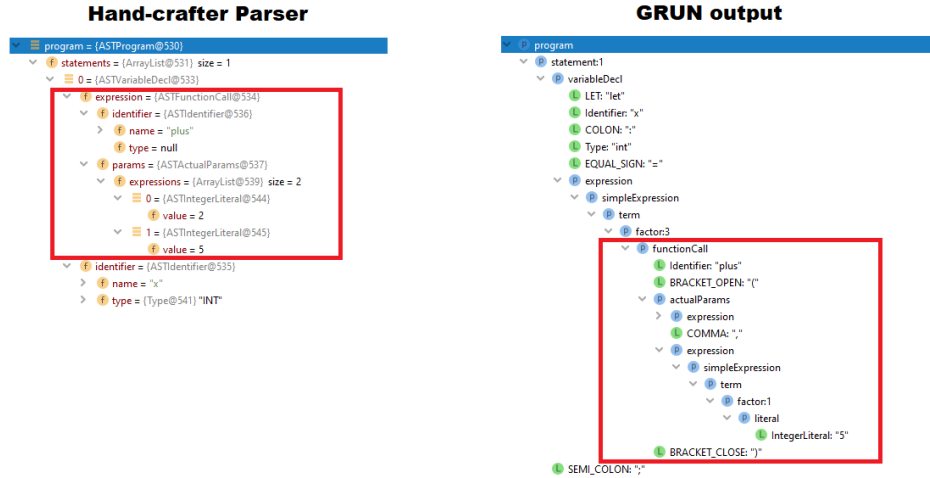 Hand-crafter Parser
program = {ASTProgram@530}
statements = {ArrayList@531} size = 1
0 = {ASTVariableDecl@533}
expression = {ASTFunctionCall@534}
identifier = {ASTIdentifier@536}
name = "plus"
type = null
params = {ASTActualParams@537}
expressions = {ArrayList@539} size = 2
0 = {ASTIntegerLiteral@544}
value = 2
1 = {ASTIntegerLiteral@545}
value = 5
identifier = {ASTIdentifier@535}
name = "x"
type = {Type@541} "INT"
GRUN output
program
statement:1
variableDecl
LET: "let"
Identifier: "x"
COLON: ":"
Type: "int"
EQUAL_SIGN: "="
expression
simpleExpression
term
factor:3
functionCall
Identifier: "plus"
BRACKET_OPEN: "("
actualParams
expression
COMMA: ","
expression
simpleExpression
term
factor:1
literal
IntegerLiteral: "5"
BRACKET_CLOSE: ")"
SEMI_COLON: ";"